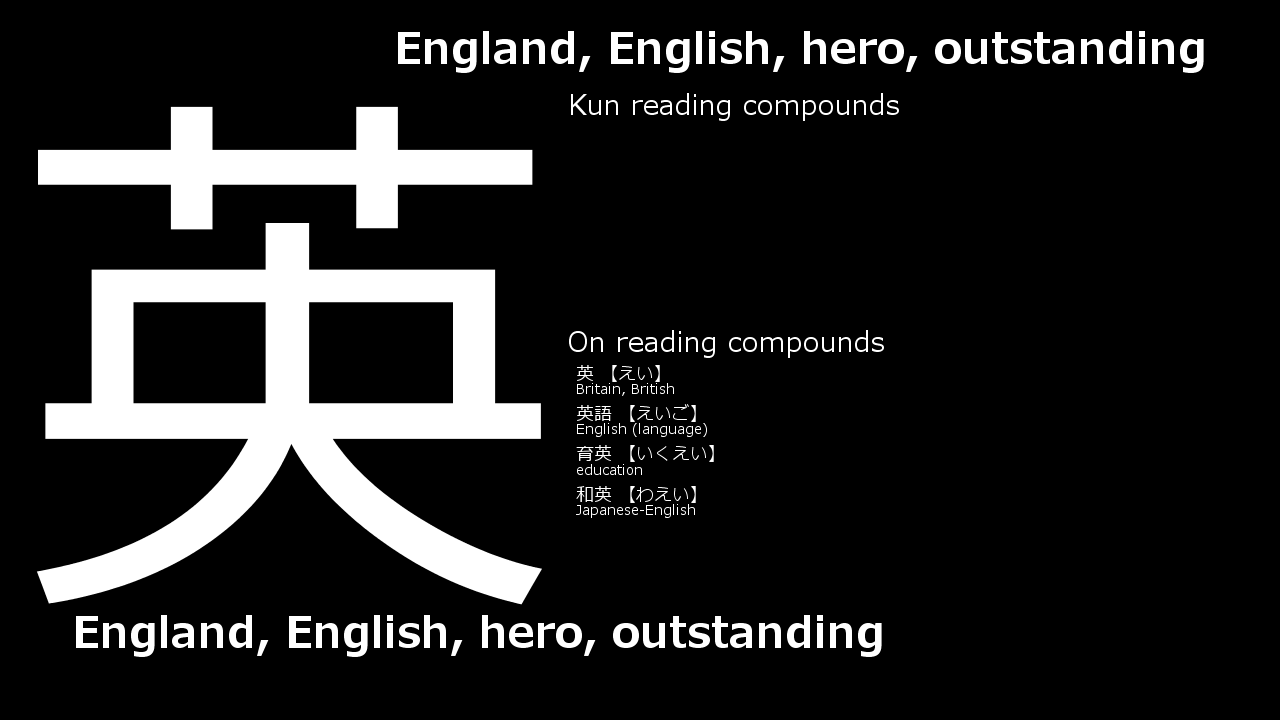 England, English, hero, outstanding
Kun reading compounds
英
On reading compounds
英 【えい】
Britain, British
英語 【えいご】
English (language)
育英 【いくえい】
education
和英 【わえい】
Japanese-English
England, English, hero, outstanding